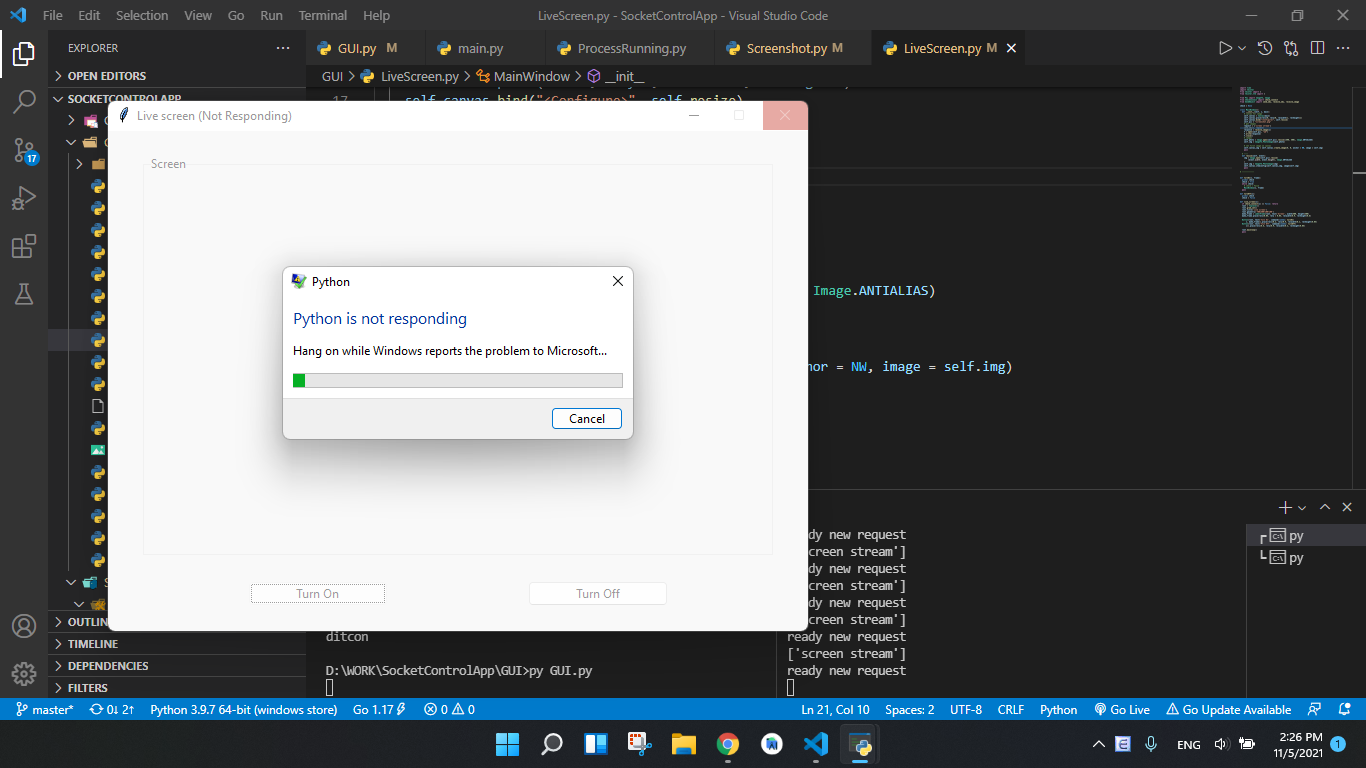 File Edit Selection View Go Run Terminal Help
LiveScreen.py - SocketControlApp - Visual Studio Code
EXPLORER
GUI.py M
main.py
ProcessRunning.py
Screenshot.py M
LiveScreen.py M
OPEN EDITORS
GUI > LiveScreen.py > MainWindow > __init__
SOCKETCONTROLAPP
17
self.canvas.bind("<Configure>", self.resize)
Live screen (Not Responding)
Screen
Python
Python is not responding
Hang on while Windows reports the problem to Microsoft...
Cancel
Image.ANTIALIAS)
hor = NW, image = self.img)
Turn On
Turn Off
dy new request
screen stream']
dy new request
screen stream']
dy new request
screen stream']
ready new request
['screen stream']
ready new request
py
py
ditcon
D:\WORK\SocketControlApp\GUI>py GUI.py
OUTLIN
TIMELINE
DEPENDENCIES
FILTERS
17
master*
0↓ 2↑
Python 3.9.7 64-bit (windows store)
Go 1.17
0 0
Ln 21, Col 10
Spaces: 2
UTF-8
CRLF
Python
Go Live
Go Update Available
ENG
2:26 PM
11/5/2021
1